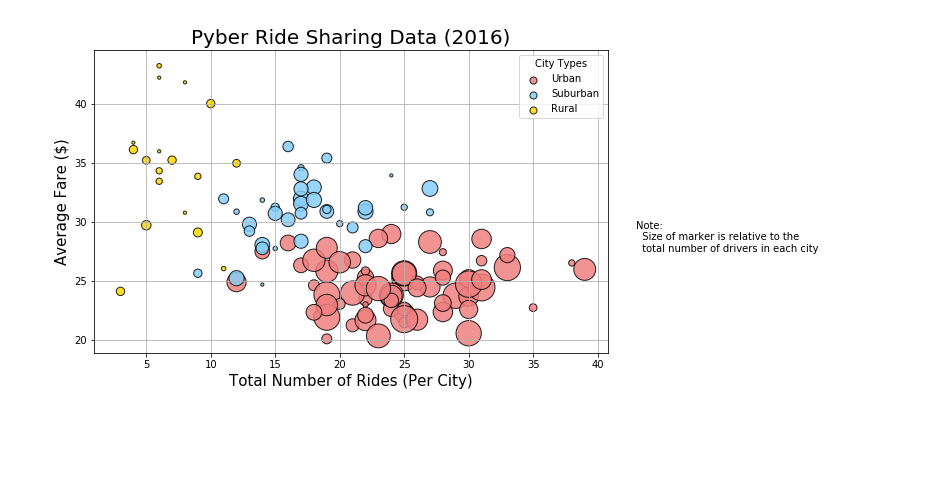 Pyber Ride Sharing Data (2016)
City Types
Urban
Suburban
Rural
Average Fare ($)
40
35
30
25
20
5 10 15 20 25 30 35 40
Total Number of Rides (Per City)
Note:
Size of marker is relative to the
total number of drivers in each city